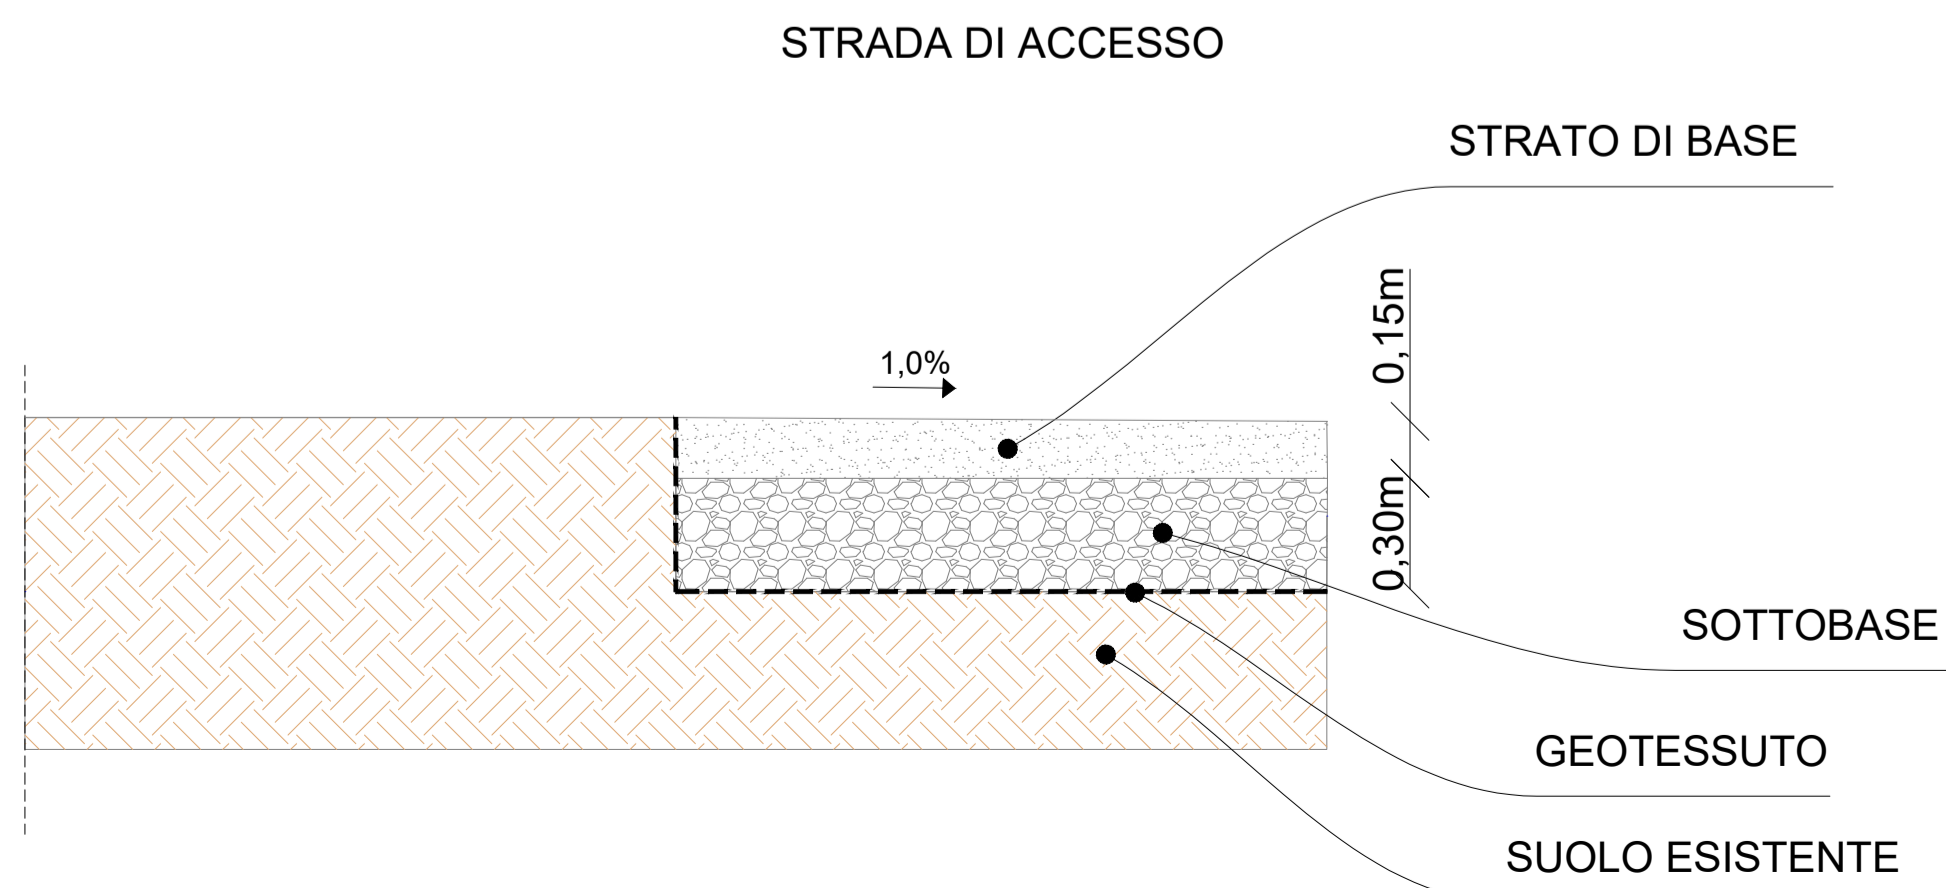 STRADA DI ACCESSO
STRATO DI BASE
0,15m
1,0%
0,30m
SOTTOBASE
GEOTESSUTO
SUOLO ESISTENTE